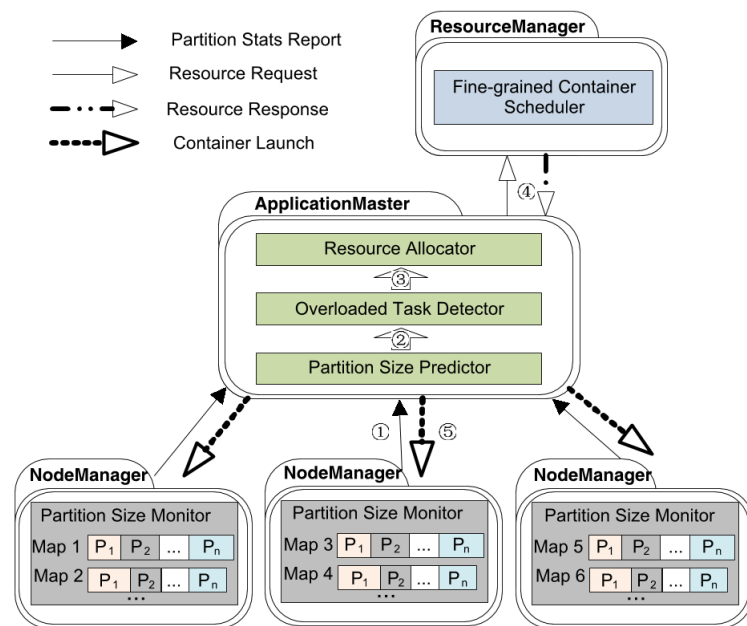 Partition Stats Report
Resource Request
Resource Response
Container Launch
ResourceManager
Fine-grained Container
Scheduler
④
ApplicationMaster
Resource Allocator
③
Overloaded Task Detector
②
Partition Size Predictor
① ⑤
NodeManager
Partition Size Monitor
Map 1 P1 P2 ... Pn
Map 2 P1 P2 ... Pn
...
NodeManager
Partition Size Monitor
Map 3 P1 P2 ... Pn
Map 4 P1 P2 ... Pn
...
NodeManager
Partition Size Monitor
Map 5 P1 P2 ... Pn
Map 6 P1 P2 ... Pn
...